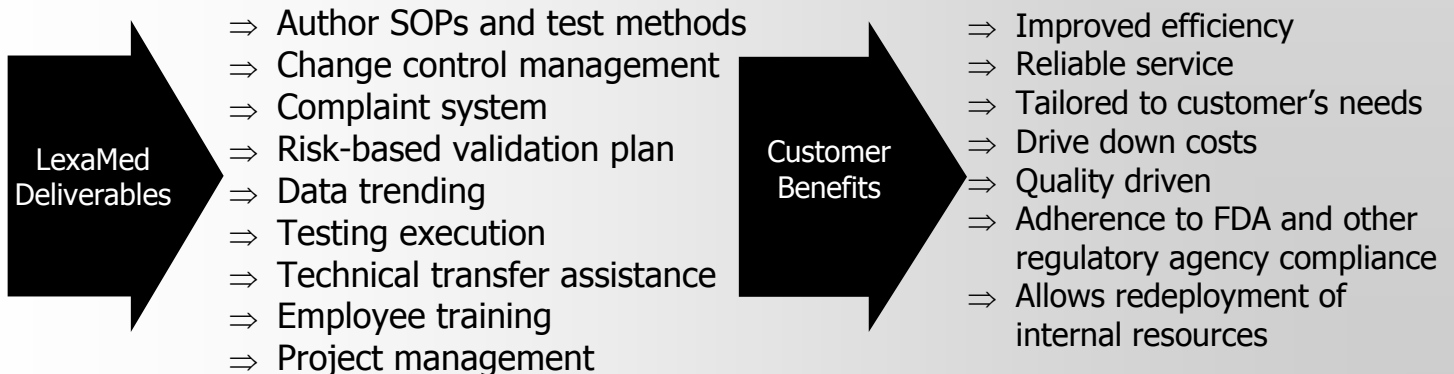 LexaMed
Deliverables
⇒ Author SOPs and test methods
⇒ Change control management
⇒ Complaint system
⇒ Risk-based validation plan
⇒ Data trending
⇒ Testing execution
⇒ Technical transfer assistance
⇒ Employee training
⇒ Project management
Customer
Benefits
⇒ Improved efficiency
⇒ Reliable service
⇒ Tailored to customer’s needs
⇒ Drive down costs
⇒ Quality driven
⇒ Adherence to FDA and other
regulatory agency compliance
⇒ Allows redeployment of
internal resources